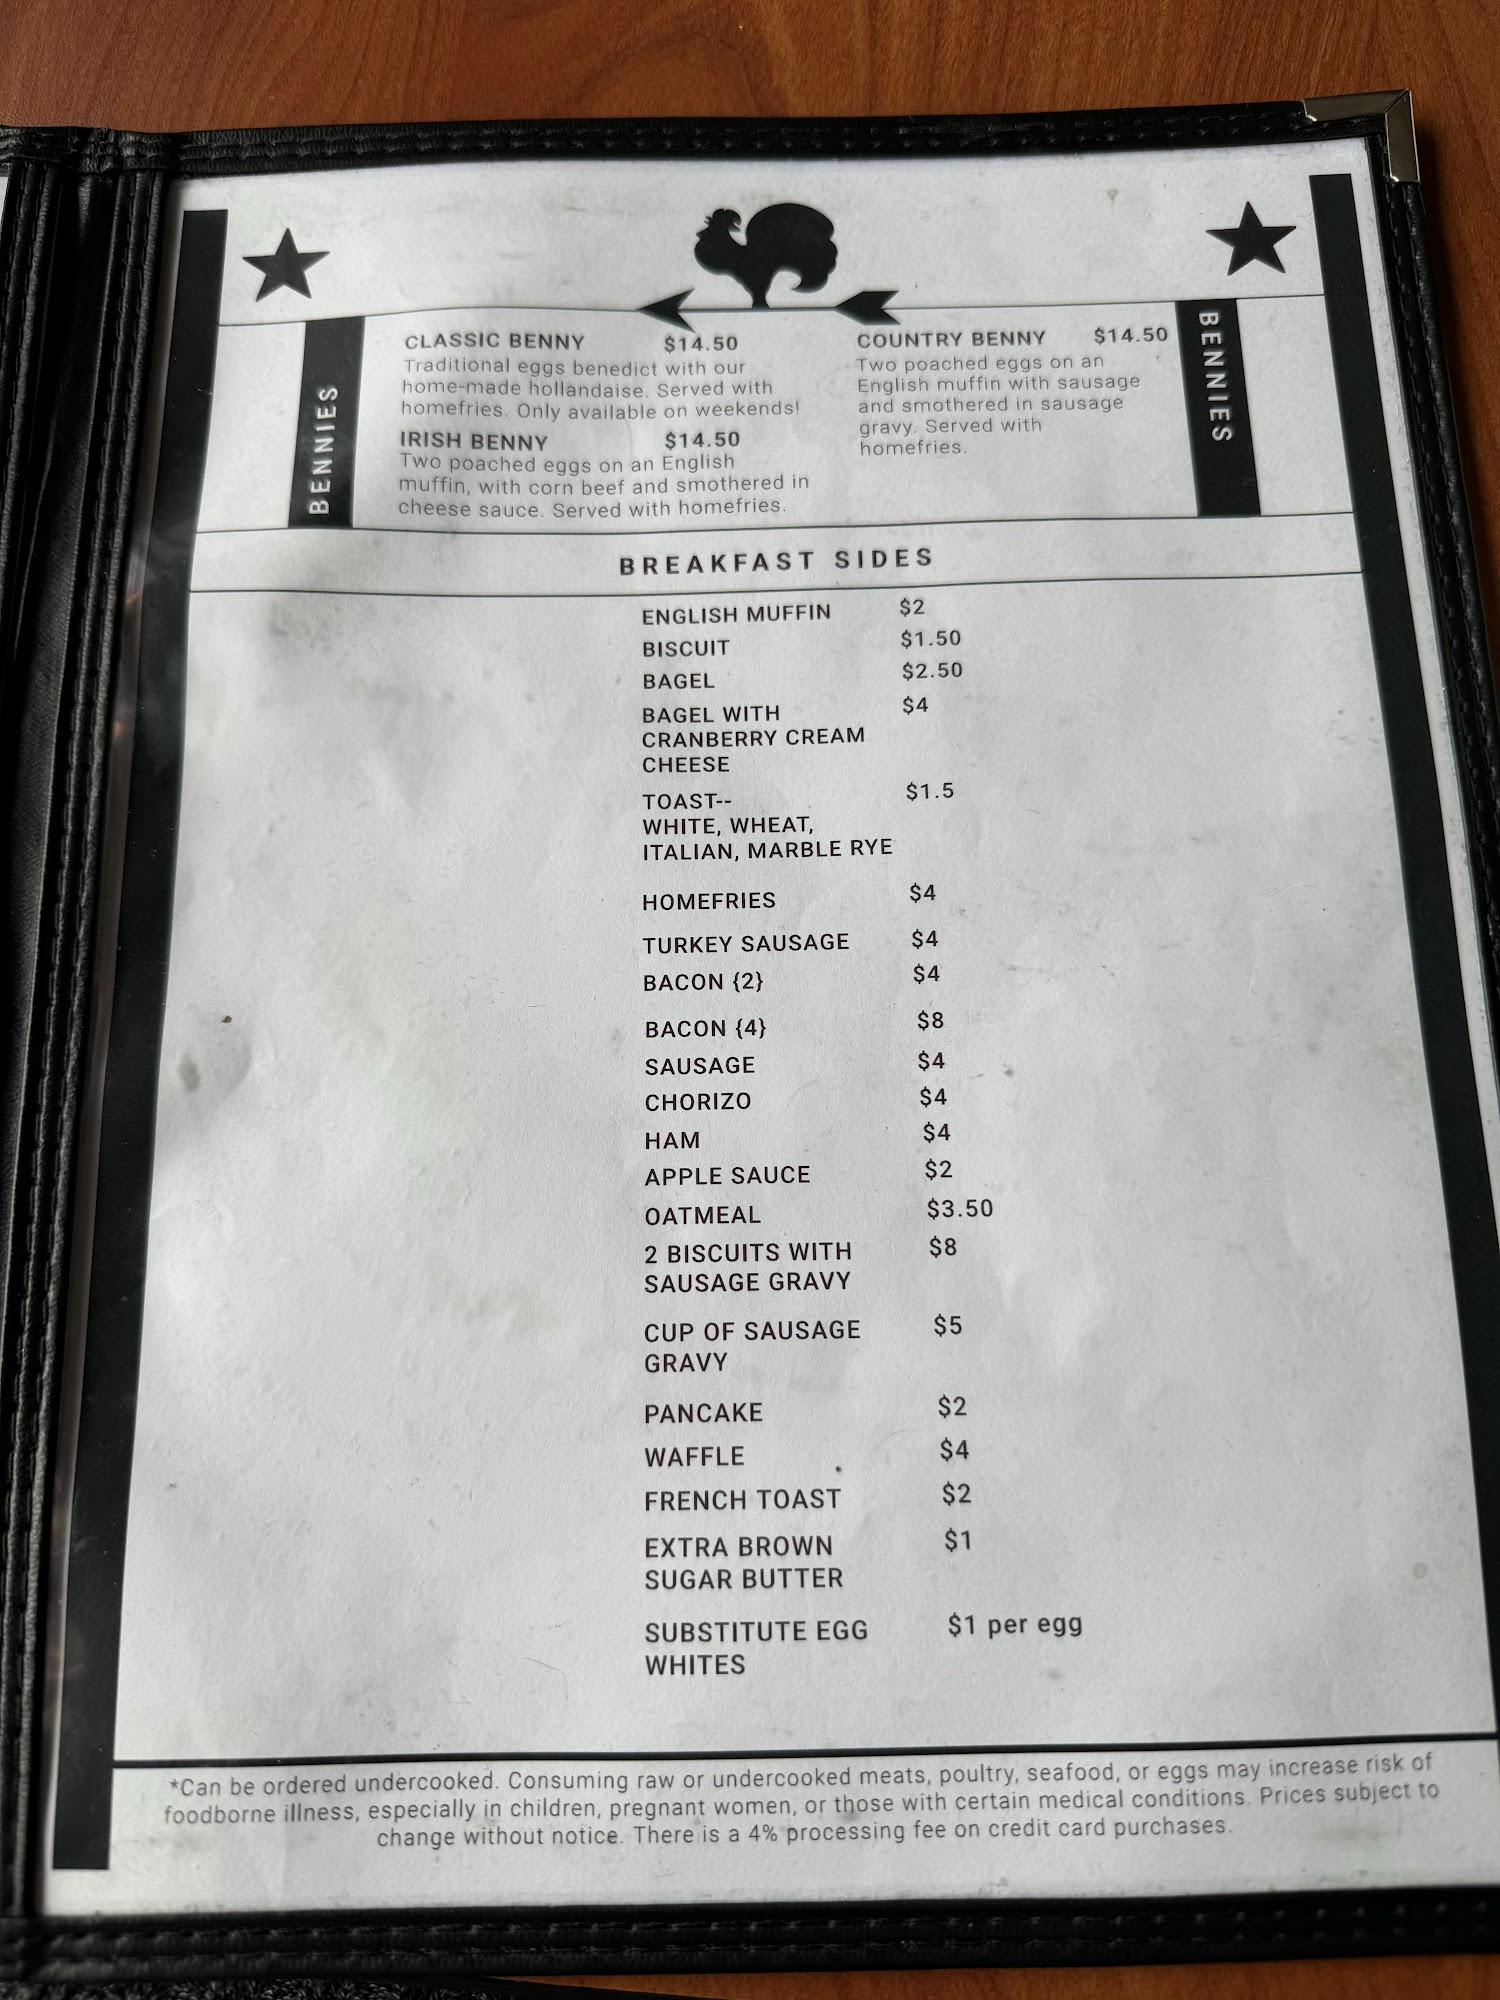 BENNIES
CLASSIC BENNY $14.50
Traditional eggs benedict with our
home-made hollandaise. Served with
homefries. Only available on weekends!
IRISH BENNY $14.50
Two poached eggs on an English
muffin, with corn beef and smothered in
cheese sauce. Served with homefries.
COUNTRY BENNY $14.50
Two poached eggs on an
English muffin with sausage
and smothered in sausage
gravy. Served with
homefries.
BENNIES
BREAKFAST SIDES
ENGLISH MUFFIN $2
BISCUIT $1.50
BAGEL $2.50
BAGEL WITH $4
CRANBERRY CREAM
CHEESE
TOAST-- $1.5
WHITE, WHEAT,
ITALIAN, MARBLE RYE
HOMEFRIES $4
TURKEY SAUSAGE $4
BACON {2} $4
BACON {4} $8
SAUSAGE $4
CHORIZO $4
HAM $4
APPLE SAUCE $2
OATMEAL $3.50
2 BISCUITS WITH $8
SAUSAGE GRAVY
CUP OF SAUSAGE $5
GRAVY
PANCAKE $2
WAFFLE $4
FRENCH TOAST $2
EXTRA BROWN $1
SUGAR BUTTER
SUBSTITUTE EGG $1 per egg
WHITES
*Can be ordered undercooked. Consuming raw or undercooked meats, poultry, seafood, or eggs may increase risk of
foodborne illness, especially in children, pregnant women, or those with certain medical conditions. Prices subject to
change without notice. There is a 4% processing fee on credit card purchases.